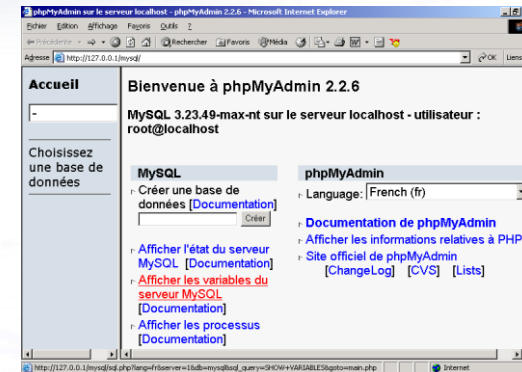 phpMyAdmin sur le serveur localhost - phpMyAdmin 2.2.6 - Microsoft Internet Explorer
Fichier Edition Affichage Favoris Outils ?
Précédente Rechercher Favoris Média
Adresse http://127.0.0.1/mysql/ OK Liens
Accueil
-
Choisissez
une base de
données
Bienvenue à phpMyAdmin 2.2.6
MySQL 3.23.49-max-nt sur le serveur localhost - utilisateur :
root@localhost
MySQL
Créer une base de
données [Documentation]
Créer
Afficher l'état du serveur
MySQL [Documentation]
Afficher les variables du
serveur MySQL
[Documentation]
Afficher les processus
[Documentation]
phpMyAdmin
Language: French (fr)
Documentation de phpMyAdmin
Afficher les informations relatives à PHP
Site officiel de phpMyAdmin
[ChangeLog] [CVS] [Lists]
http://127.0.0.1/mysql/sql.php?lang=fr&server=1&db=mysql&sql_query=SHOW+VARIABLES&goto=main.php Internet